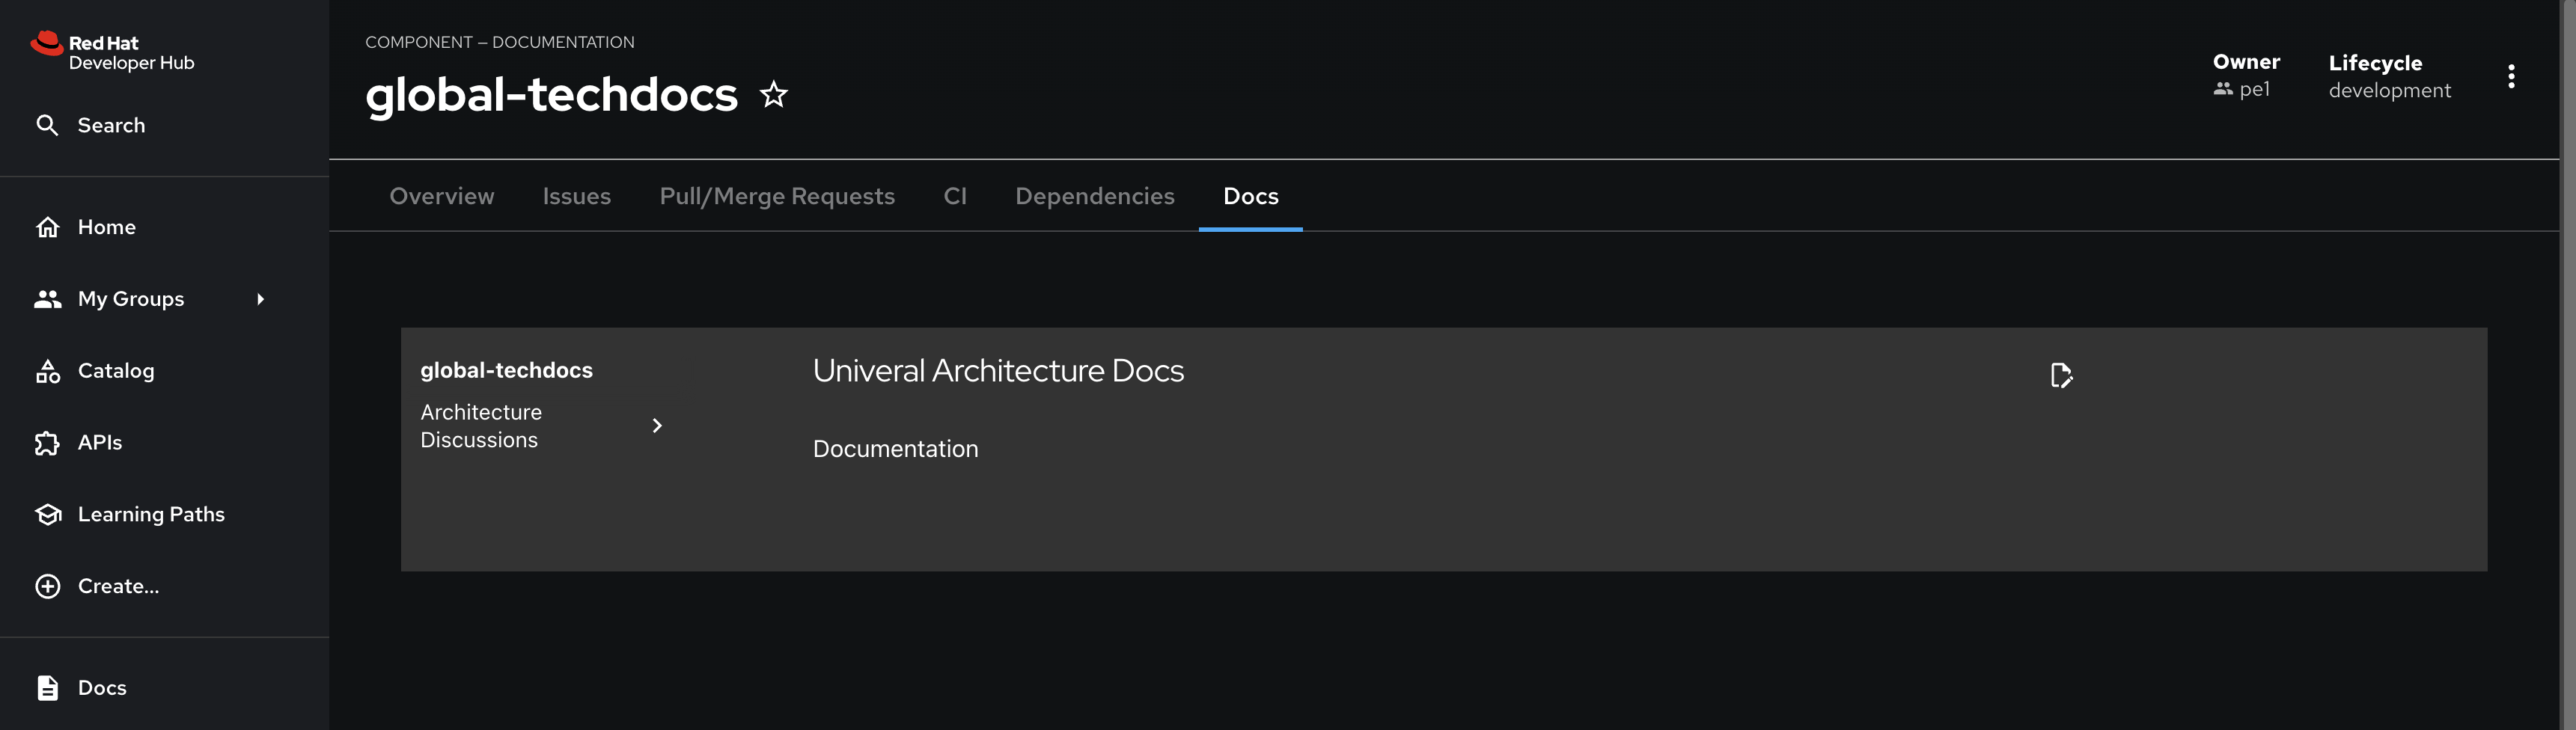 Red Hat
Developer Hub
Search
Home
My Groups
Catalog
APIs
Learning Paths
Create...
Docs
COMPONENT — DOCUMENTATION
global-techdocs
Owner
pe1
Lifecycle
development
Overview
Issues
Pull/Merge Requests
CI
Dependencies
Docs
global-techdocs
Architecture
Discussions
Univeral Architecture Docs
Documentation